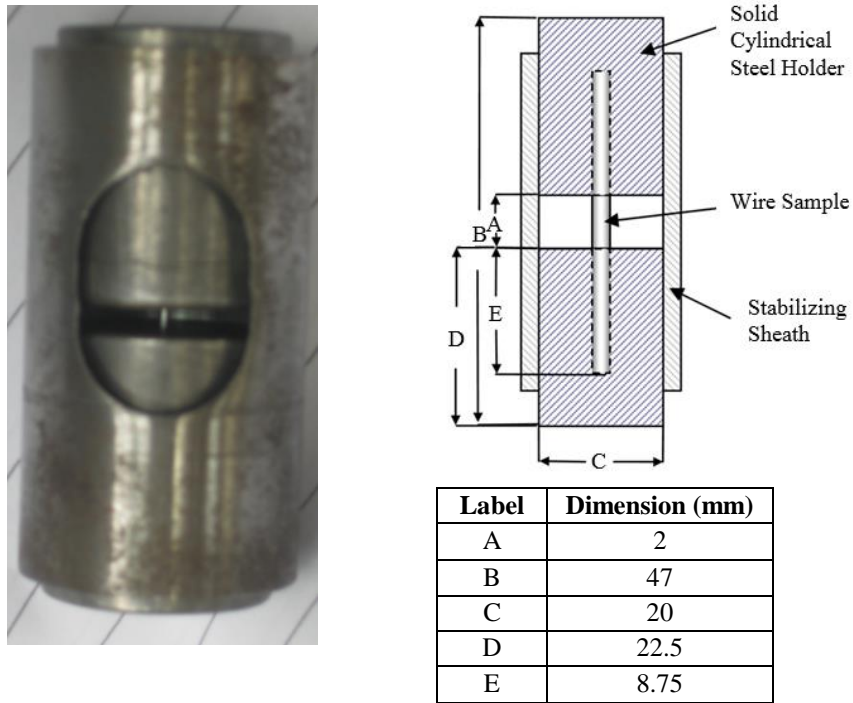 Solid
Cylindrical
Steel Holder
Wire Sample
Stabilizing
Sheath
A
B
E
D
C
Label Dimension (mm)
A 2
B 47
C 20
D 22.5
E 8.75